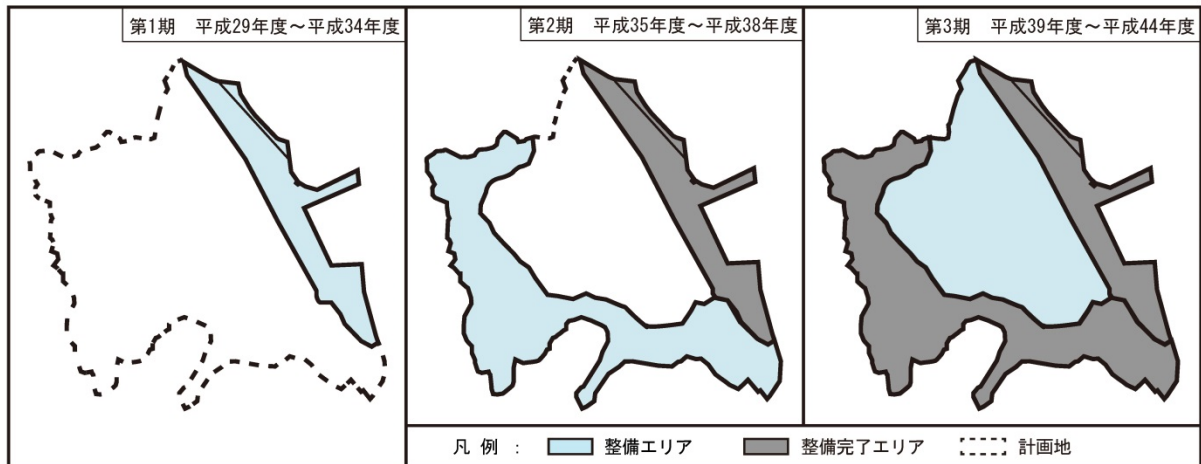 第1期 平成29年度～平成34年度
第2期 平成35年度～平成38年度
第3期 平成39年度～平成44年度
凡 例 : 整備エリア 整備完了エリア 計画地